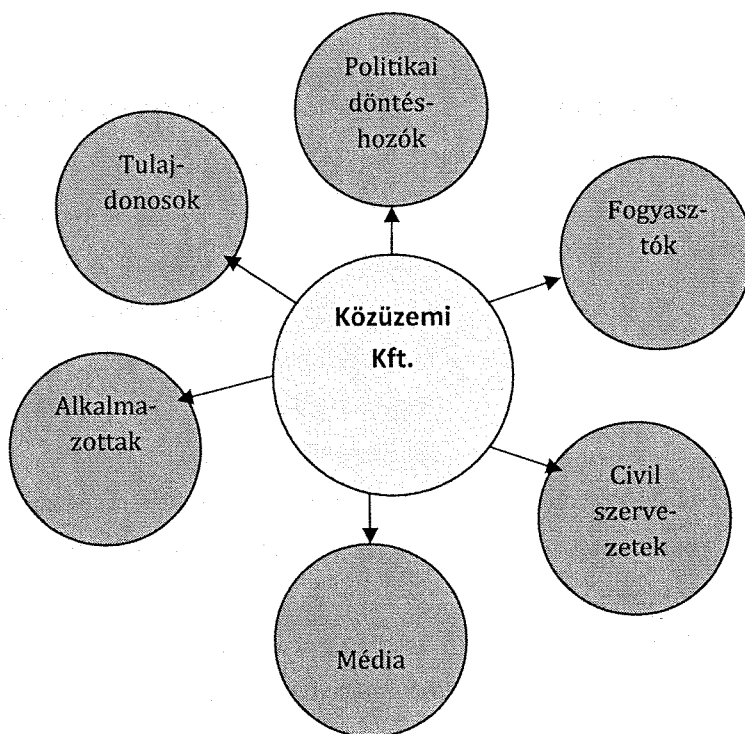 Politikai
döntés-
hozók
Tulaj-
donosok
Fogyasz-
tók
Közüzemi
Kft.
Alkalma-
zottak
Civil
szerve-
zetek
Média